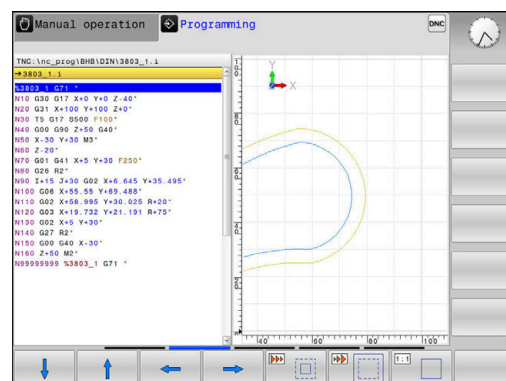 Manual operation
Programming
DNC
TNC:\nc_prog\BHB\DIN\3803_1.i
→3803_1.i
%3803_1 G71 *
N10 G30 G17 X+0 Y+0 Z-40*
N20 G31 X+100 Y+100 Z+0*
N30 T5 G17 S500 F100*
N40 G00 G90 Z+50 G40*
N50 X-30 Y+30 M3*
N60 Z-20*
N70 G01 G41 X+5 Y+30 F250*
N80 G26 R2*
N90 I+15 J+30 G02 X+6.645 Y+35.495*
N100 G06 X+55.55 Y+69.488*
N110 G02 X+58.995 Y+30.025 R+20*
N120 G03 X+19.732 Y+21.191 R+75*
N130 G02 X+5 Y+30*
N140 G27 R2*
N150 G00 G40 X-30*
N160 Z+50 M2*
N99999999 %3803_1 G71 *
Y
X
40
60
80
100
1:1